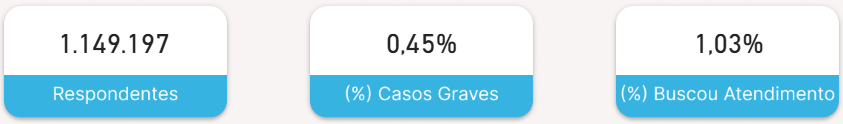 1.149.197
Respondentes
0,45%
(%) Casos Graves
1,03%
(%) Buscou Atendimento